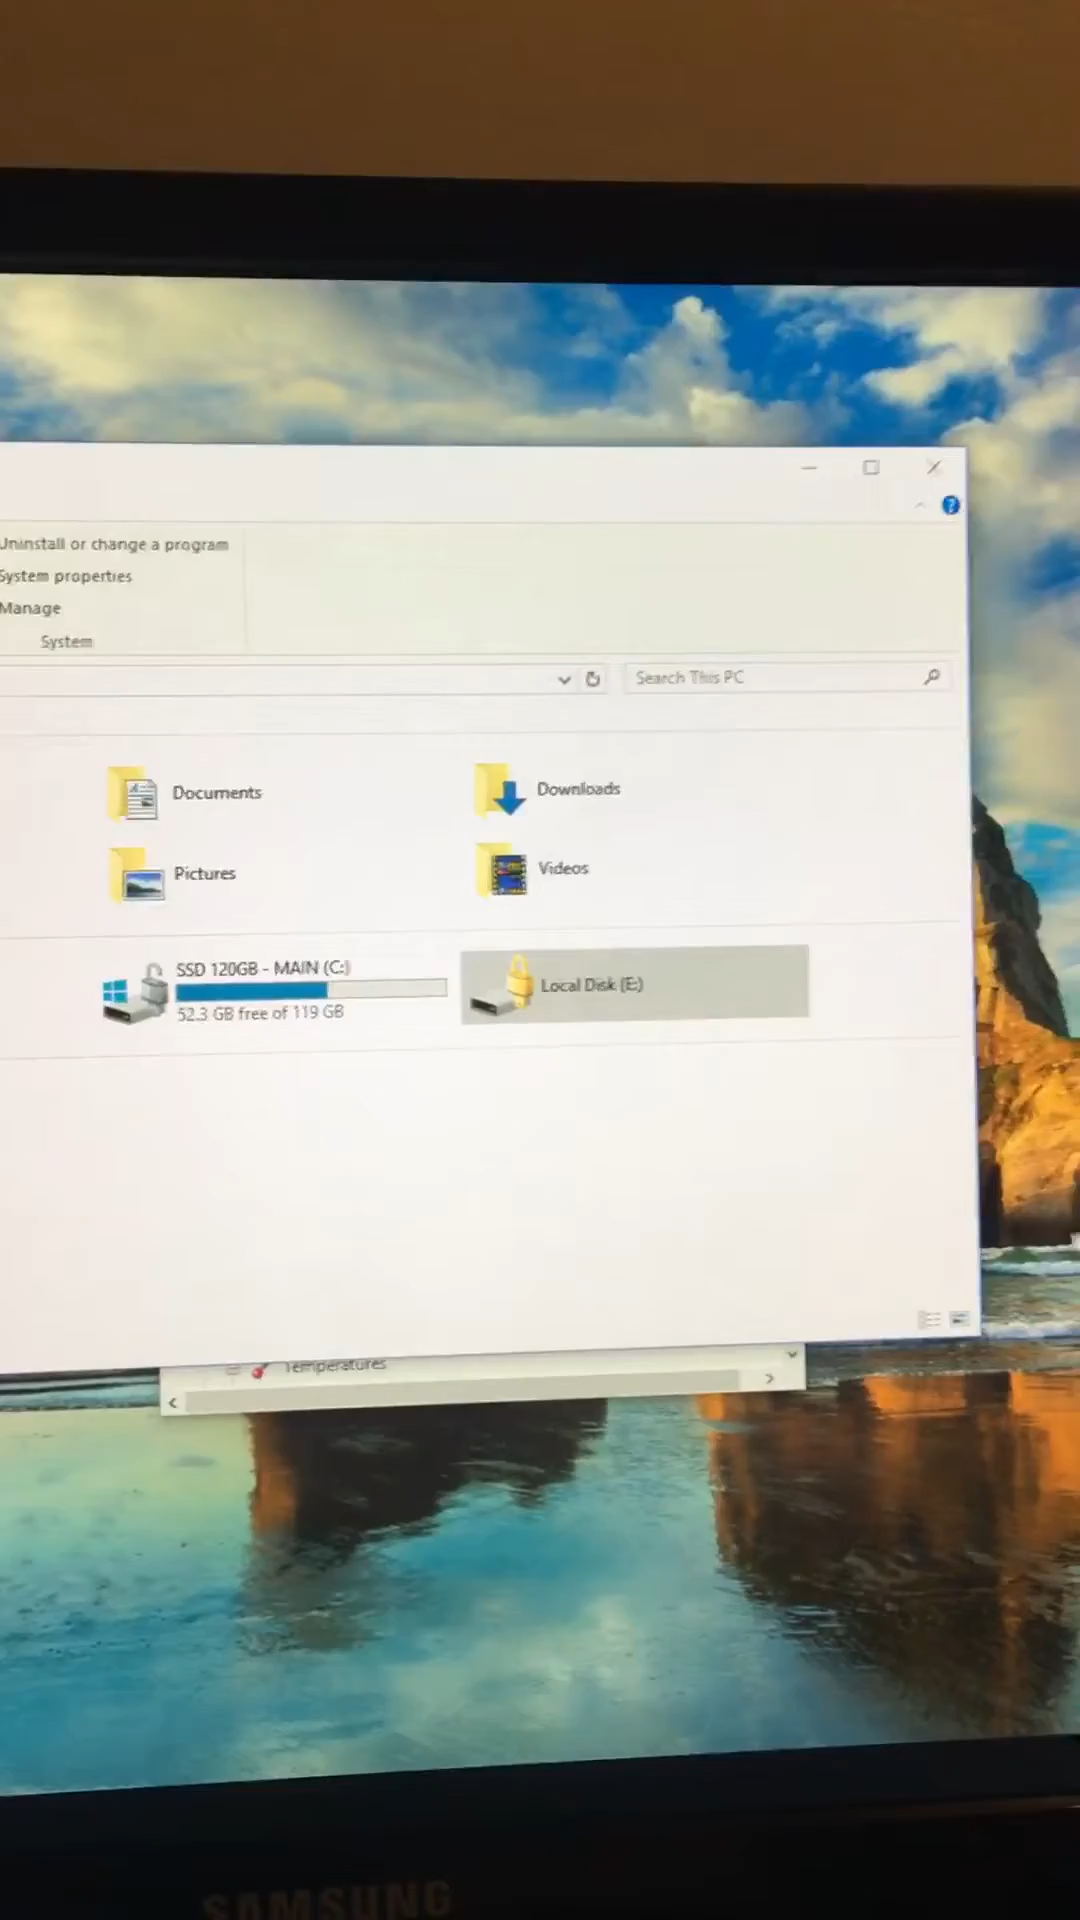 Uninstall or change a program
System properties
Manage
System
Search This PC
Documents
Downloads
Pictures
Videos
SSD 120GB - MAIN (C:)
52.3 GB free of 119 GB
Local Disk (E:)
Temperatures
SAMSUNG